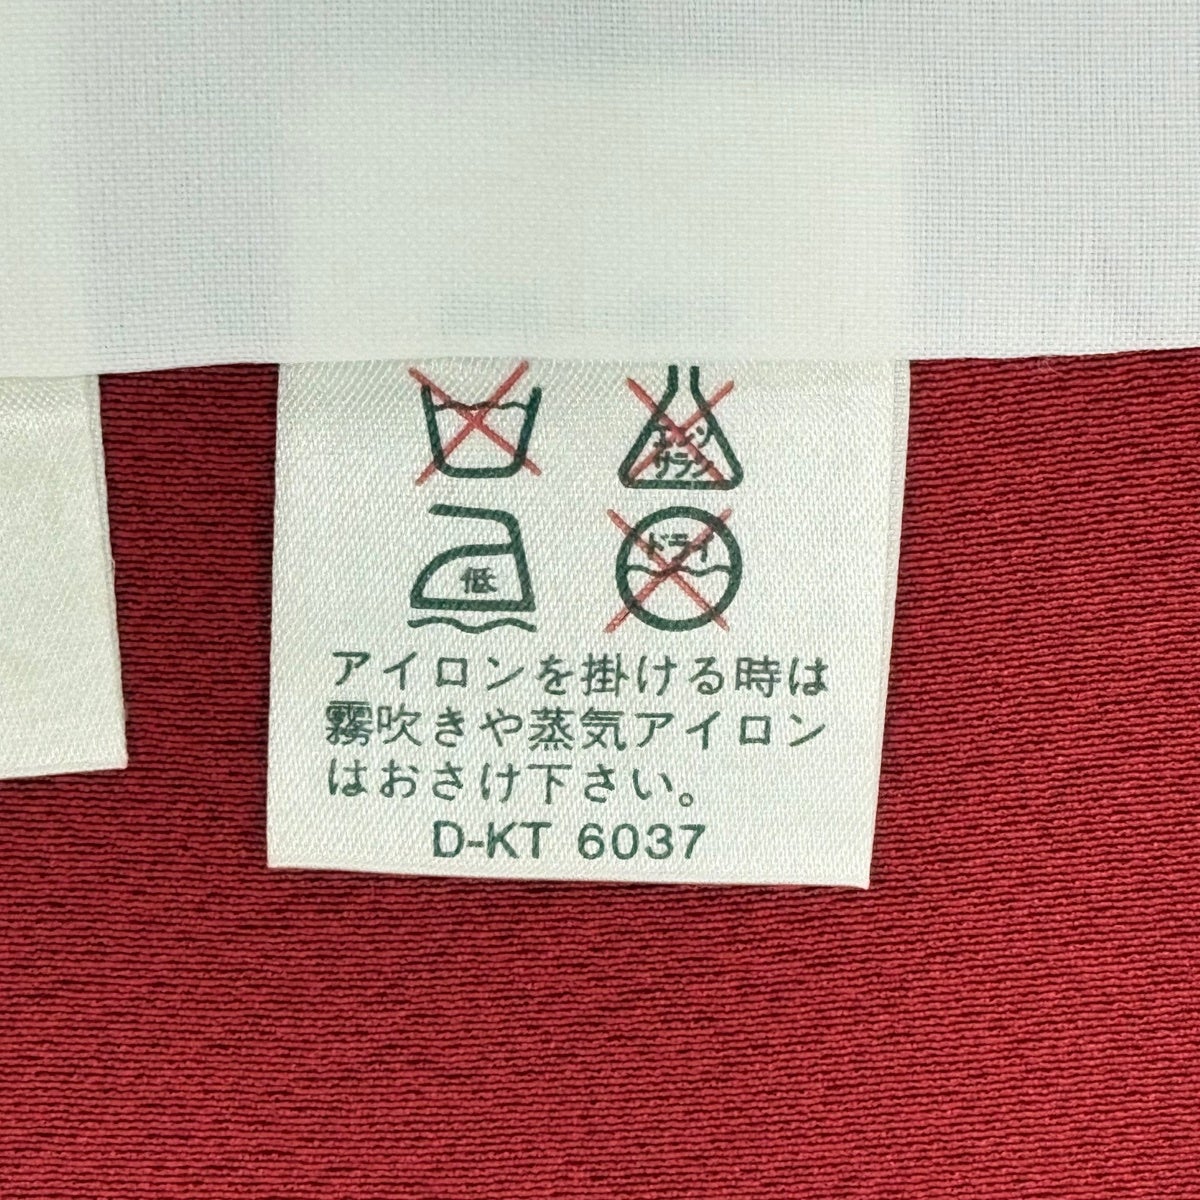 エンソ
サラシ
低
ドライ
アイロンを掛ける時は
霧吹きや蒸気アイロン
はおさけ下さい。
D-KT 6037